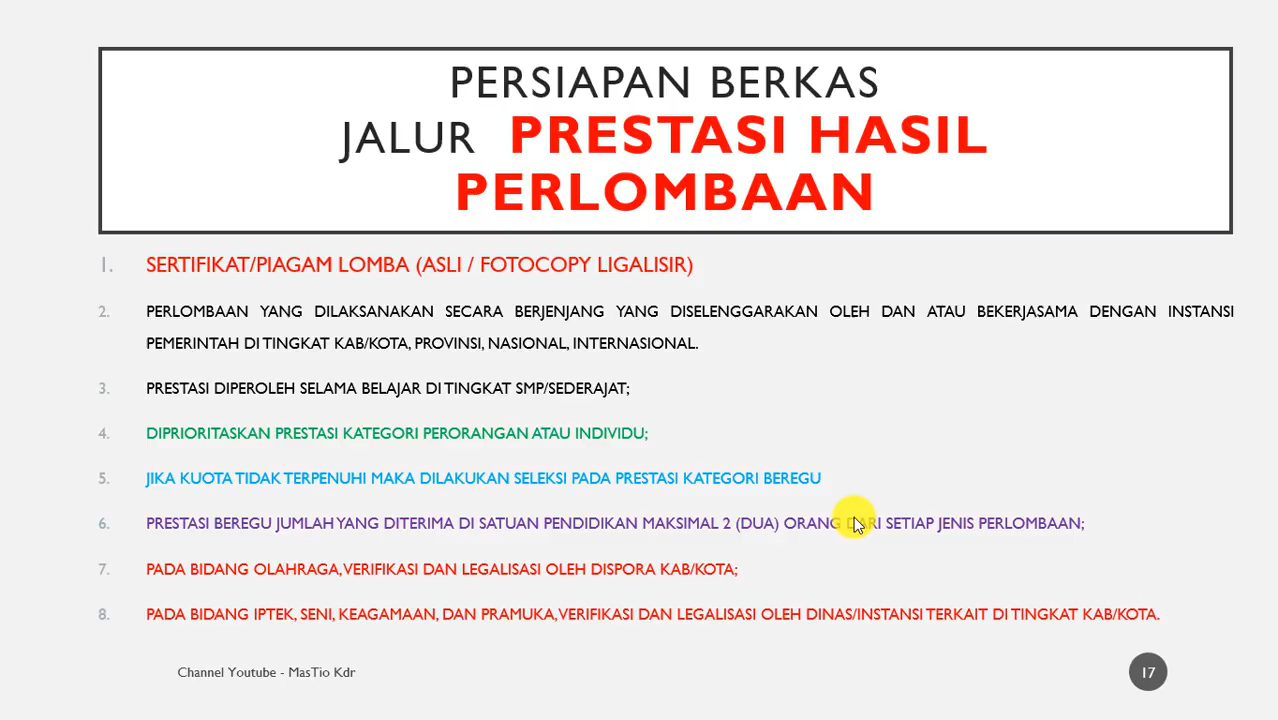 PERSIAPAN BERKAS
JALUR PRESTASI HASIL
PERLOMBAAN
1. SERTIFIKAT/PIAGAM LOMBA (ASLI / FOTOCOPY LIGALISIR)
2. PERLOMBAAN YANG DILAKSANAKAN SECARA BERJENJANG YANG DISELENGGARAKAN OLEH DAN ATAU BEKERJASAMA DENGAN INSTANSI
PEMERINTAH DI TINGKAT KAB/KOTA, PROVINSI, NASIONAL, INTERNASIONAL.
3. PRESTASI DIPEROLEH SELAMA BELAJAR DI TINGKAT SMP/SEDERAJAT;
4. DIPRIORITASKAN PRESTASI KATEGORI PERORANGAN ATAU INDIVIDU;
5. JIKA KUOTA TIDAK TERPENUHI MAKA DILAKUKAN SELEKSI PADA PRESTASI KATEGORI BEREGU
6. PRESTASI BEREGU JUMLAH YANG DITERIMA DI SATUAN PENDIDIKAN MAKSIMAL 2 (DUA) ORANG DARI SETIAP JENIS PERLOMBAAN;
7. PADA BIDANG OLAHRAGA, VERIFIKASI DAN LEGALISASI OLEH DISPORA KAB/KOTA;
8. PADA BIDANG IPTEK, SENI, KEAGAMAAN, DAN PRAMUKA, VERIFIKASI DAN LEGALISASI OLEH DINAS/INSTANSI TERKAIT DI TINGKAT KAB/KOTA.
Channel Youtube - MasTio Kdr
17